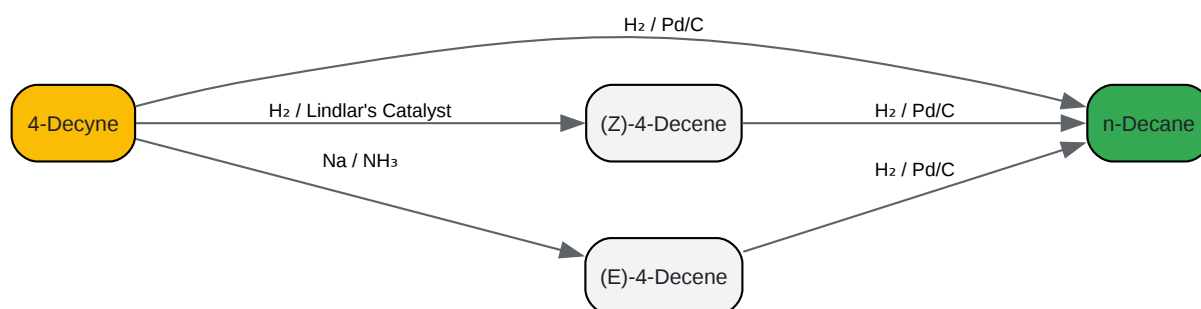 H₂ / Pd/C
4-Decyne
H₂ / Lindlar's Catalyst
(Z)-4-Decene
H₂ / Pd/C
n-Decane
Na / NH₃
H₂ / Pd/C
(E)-4-Decene